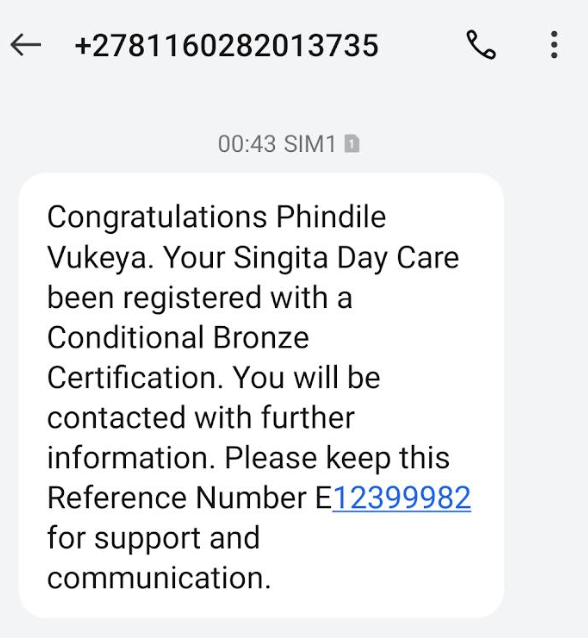 +2781160282013735
00:43 SIM1 1
Congratulations Phindile
Vukeya. Your Singita Day Care
been registered with a
Conditional Bronze
Certification. You will be
contacted with further
information. Please keep this
Reference Number E12399982
for support and
communication.